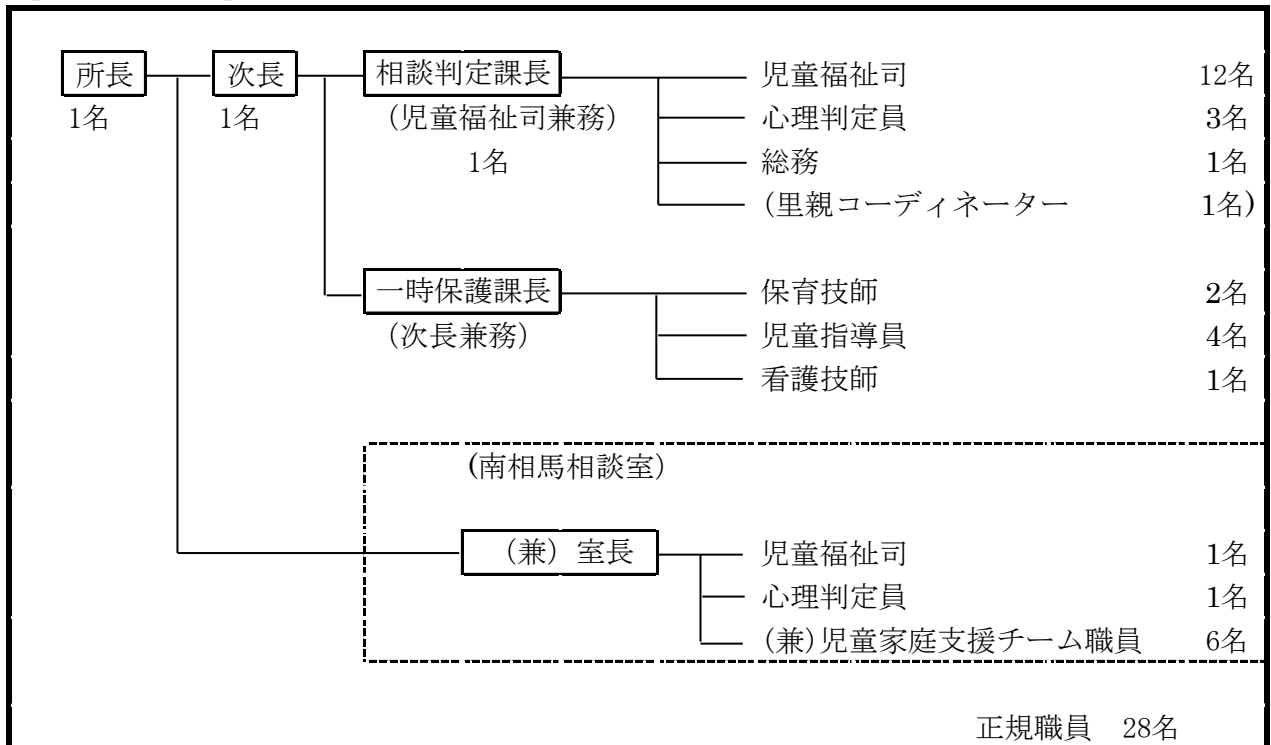 所長 次長 相談判定課長 児童福祉司 12名
1名 1名 (児童福祉司兼務) 心理判定員 3名
1名 総務 1名
(里親コーディネーター 1名)
一時保護課長 保育技師 2名
(次長兼務) 児童指導員 4名
看護技師 1名
(南相馬相談室)
(兼) 室長 児童福祉司 1名
心理判定員 1名
(兼)児童家庭支援チーム職員 6名
正規職員 28名